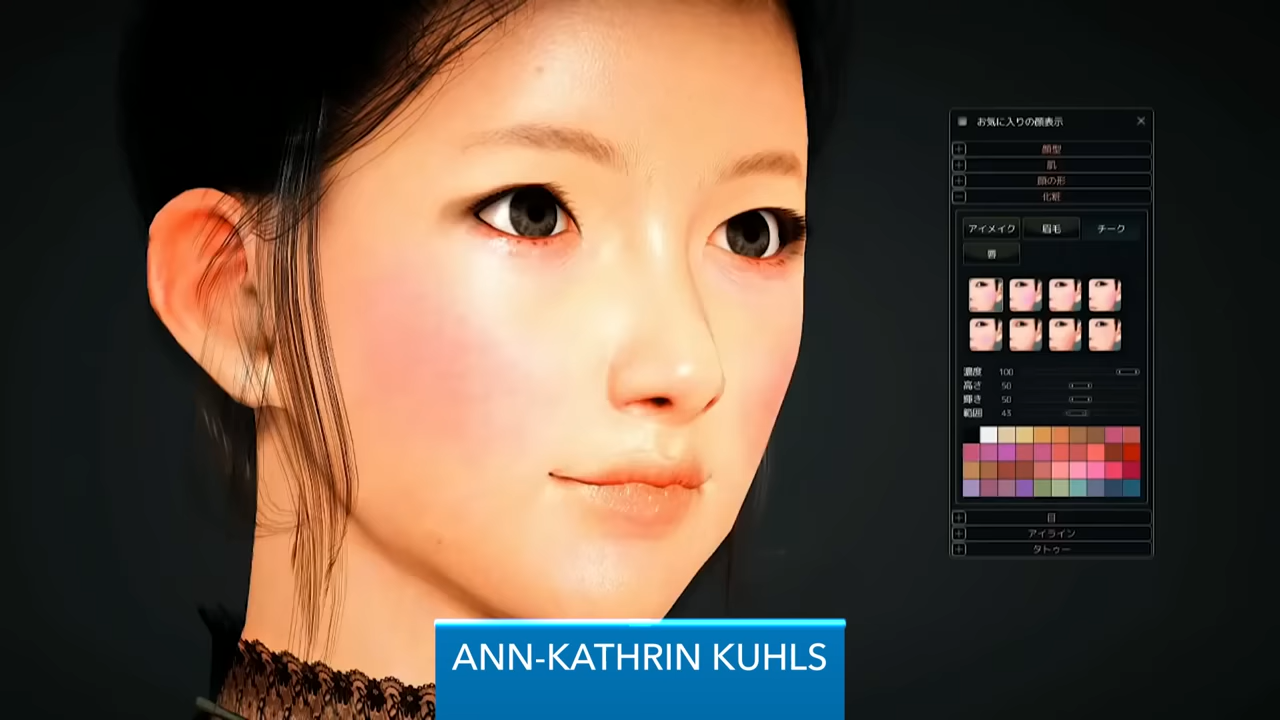 お気に入りの顔表示
顔型
肌
顔の形
化粧
アイメイク 眉毛 チーク
唇
濃度 100
高さ 50
輝き 50
範囲 43
目
アイライン
タトゥー
ANN-KATHRIN KUHLS